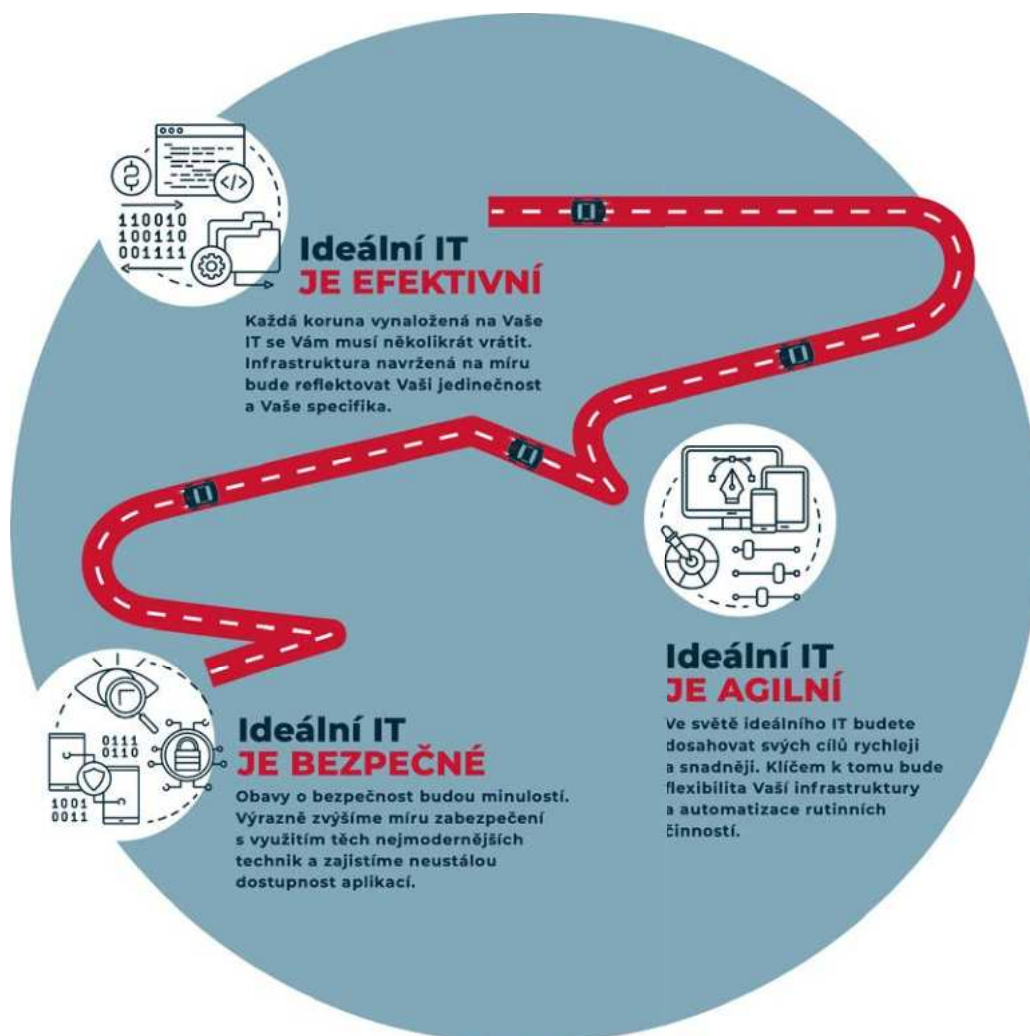 110010
100110
001111
Ideální IT
JE EFEKTIVNÍ
Každá koruna vynaložená na Vaše
IT se Vám musí několikrát vrátit.
Infrastruktura navržená na míru
bude reflektovat Vaši jedinečnost
a Vaše specifika.
Ideální IT
JE AGILNÍ
Ve světě ideálního IT budete
dosahovat svých cílů rychleji
a snadněji. Klíčem k tomu bude
flexibilita Vaší infrastruktury
a automatizace rutinních
činností.
0111
0110
1001
0011
Ideální IT
JE BEZPEČNÉ
Obavy o bezpečnost budou minulostí.
Výrazně zvýšíme míru zabezpečení
s využitím těch nejmodernějších
technik a zajistíme neustálou
dostupnost aplikací.